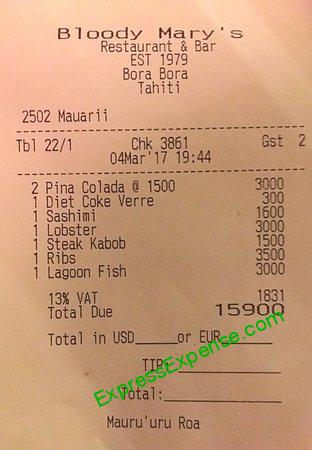 Bloody Mary's
Restaurant & Bar
EST 1979
Bora Bora
Tahiti
2502 Mauarii
Tbl 22/1 Chk 3861 Gst 2
04Mar'17 19:44
2 Pina Colada @ 1500 3000
1 Diet Coke Verre 300
1 Sashimi 1600
1 Lobster 3000
1 Steak Kabob 1500
1 Ribs 3500
1 Lagoon Fish 3000
13% VAT 1831
Total Due 15900
Total in USD_____or EUR______
TIP:____________
Total:____________
Mauru'uru Roa
ExpressExpense.com